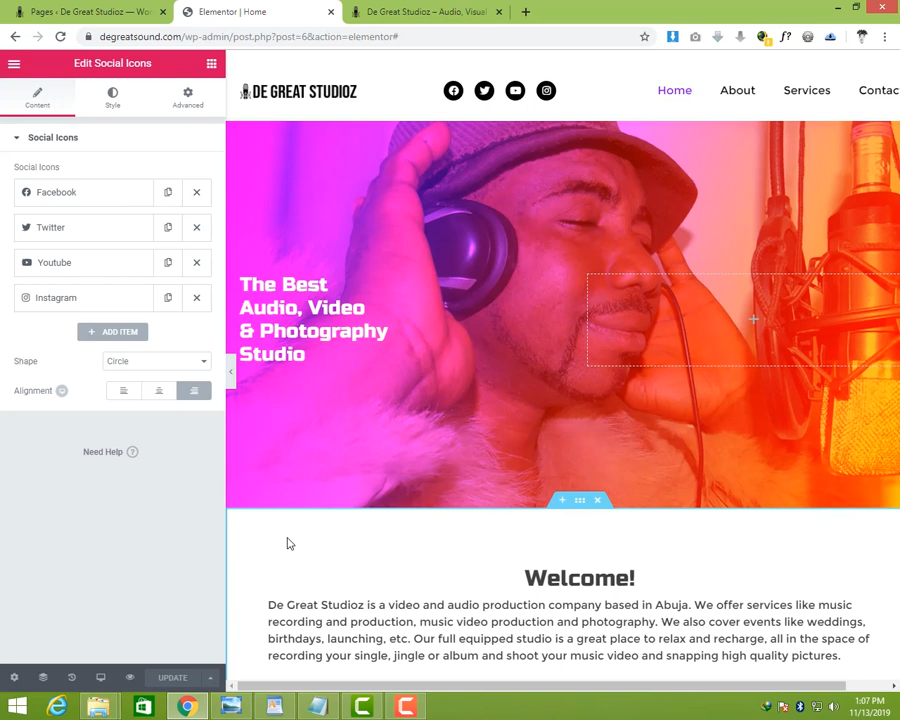 Pages ‹ De Great Studioz — Wor
Elementor | Home
De Great Studioz – Audio, Visual
degreatsound.com/wp-admin/post.php?post=6&action=elementor#
Edit Social Icons
Content
Style
Advanced
Social Icons
Social Icons
Facebook
Twitter
Youtube
Instagram
ADD ITEM
Shape
Circle
Alignment
Need Help
UPDATE
DE GREAT STUDIOZ
Home
About
Services
Contac
The Best
Audio, Video
& Photography
Studio
Welcome!
De Great Studioz is a video and audio production company based in Abuja. We offer services like music
recording and production, music video production and photography. We also cover events like weddings,
birthdays, launching, etc. Our full equipped studio is a great place to relax and recharge, all in the space of
recording your single, jingle or album and shoot your music video and snapping high quality pictures.
1:07 PM
11/13/2019